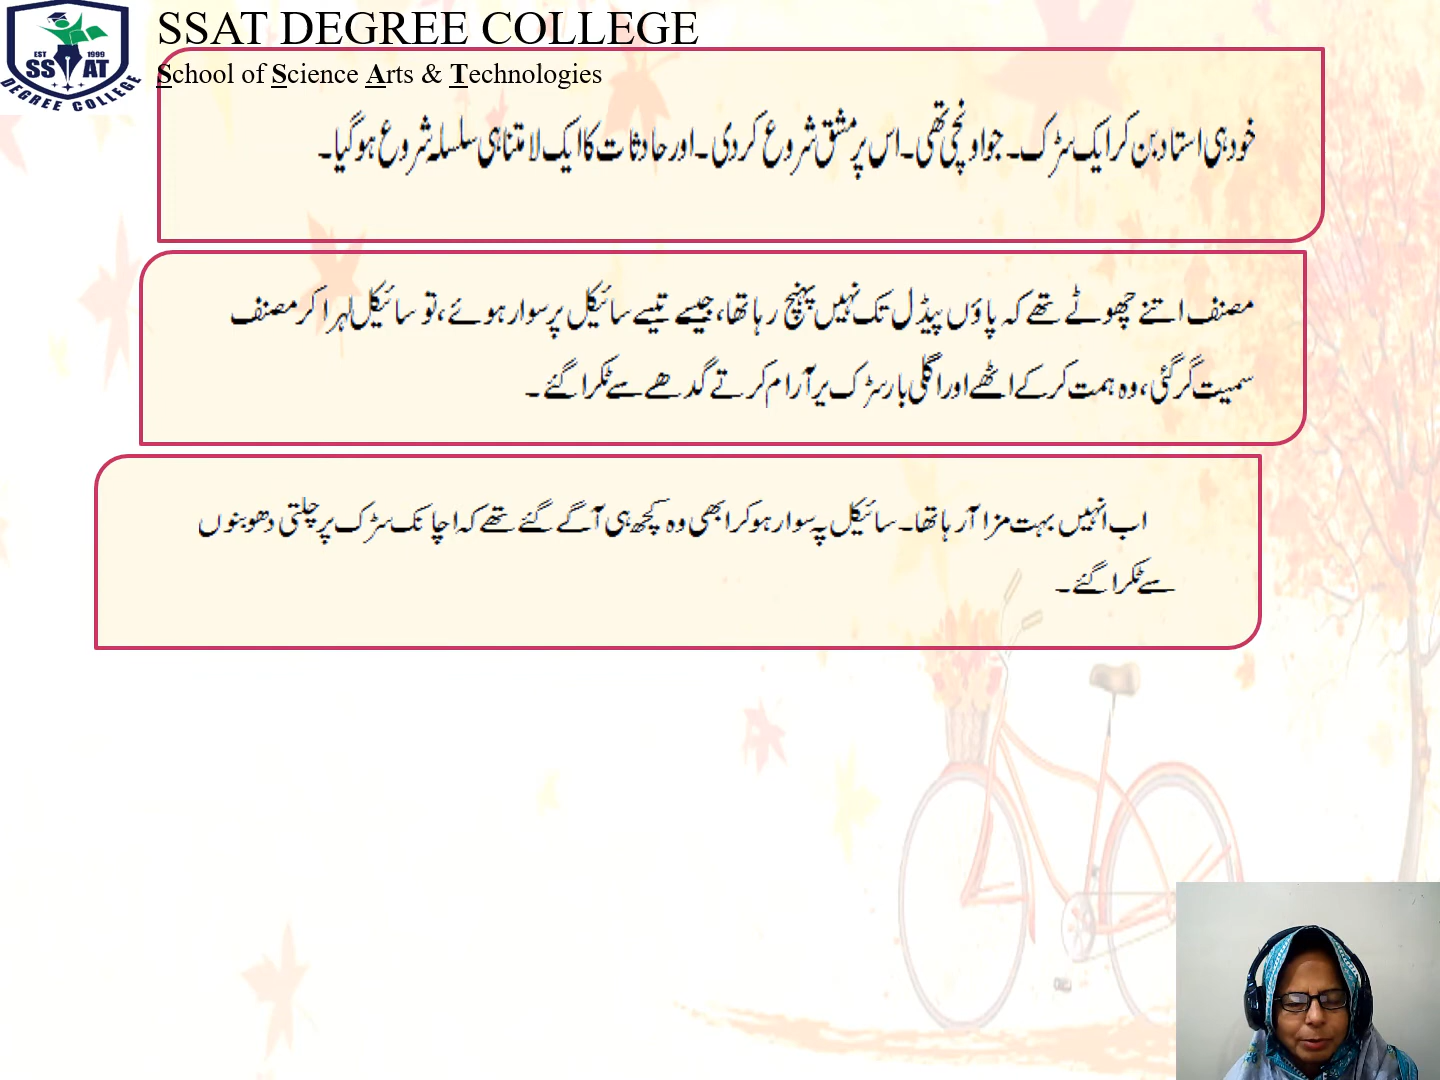 SSAT DEGREE COLLEGE
School of Science Arts & Technologies
EST 1999
SSAT
DEGREE COLLEGE
خود ہی استاد بن کر ایک سڑک۔ جو اونچی تھی۔ اس پر مشق شروع کر دی۔ اور حادثات کا ایک لامتناہی سلسلہ شروع ہو گیا۔
مصنف اتنے چھوٹے تھے کہ پاؤں پیڈل تک نہیں پہنچ رہا تھا، جیسے تیسے سائیکل پر سوار ہوئے، تو سائیکل لہرا کر مصنف
سمیت گر گئی، وہ ہمت کر کے اٹھے اور اگلی بار سڑک پر آرام کرتے گدھے سے ٹکرا گئے۔
اب انہیں بہت مزا آ رہا تھا۔ سائیکل پہ سوار ہو کر ابھی وہ کچھ ہی آگے گئے تھے کہ اچانک سڑک پر چلتی دھوبنوں
سے ٹکرا گئے۔